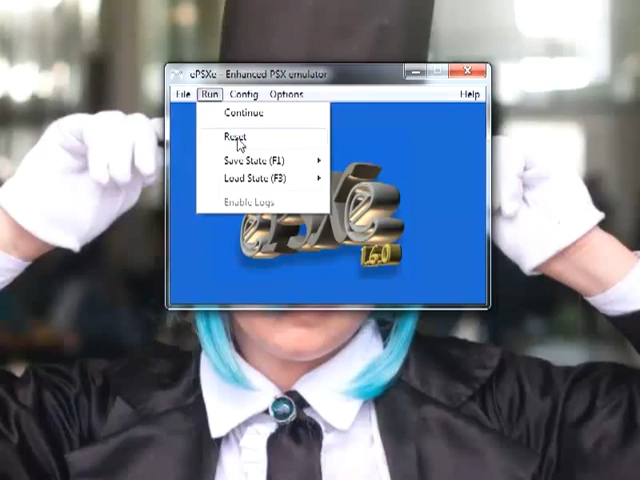 ePSXe - Enhanced PSX emulator
File Run Config Options Help
Continue
Reset
Save State (F1)
Load State (F3)
Enable Logs
ePSXe
1.6.0